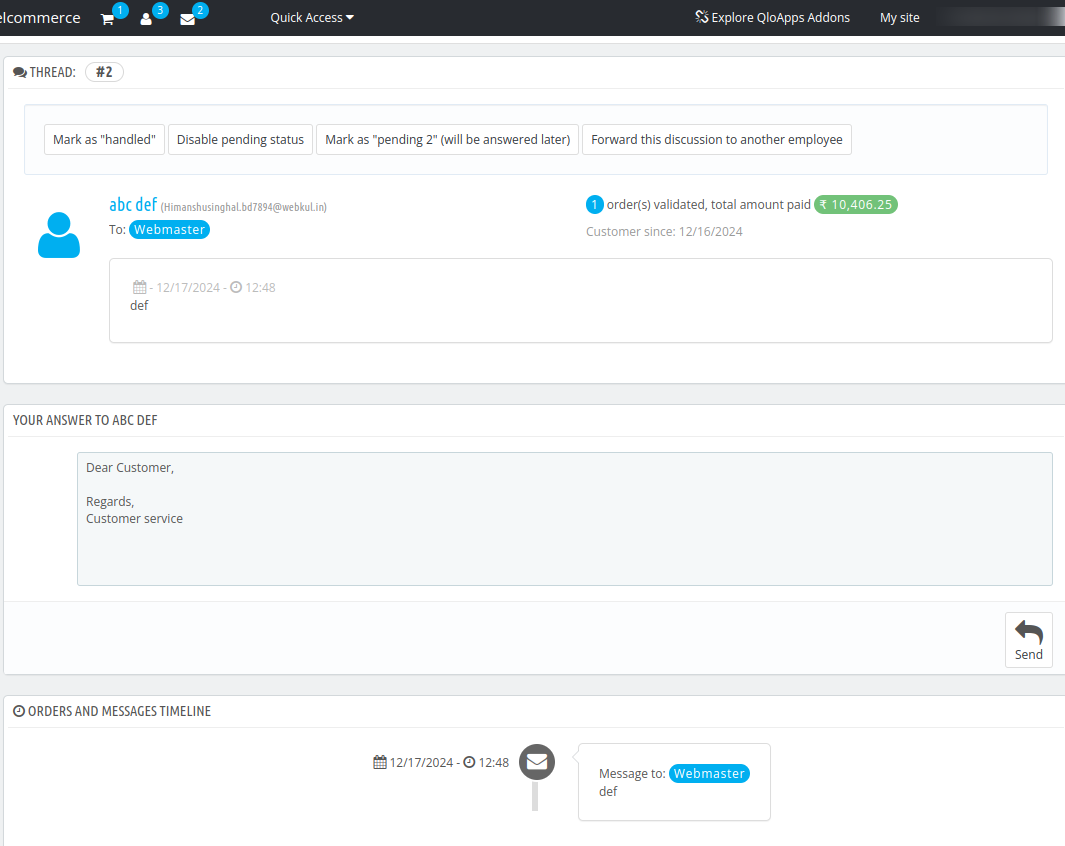 elcommerce 1 3 2 Quick Access Explore QloApps Addons My site
THREAD: #2
Mark as "handled" Disable pending status Mark as "pending 2" (will be answered later) Forward this discussion to another employee
abc def (Himanshusinghal.bd7894@webkul.in)
To: Webmaster
1 order(s) validated, total amount paid ₹ 10,406.25
Customer since: 12/16/2024
- 12/17/2024 - 12:48
def
YOUR ANSWER TO ABC DEF
Dear Customer,
Regards,
Customer service
Send
ORDERS AND MESSAGES TIMELINE
12/17/2024 - 12:48
Message to: Webmaster
def